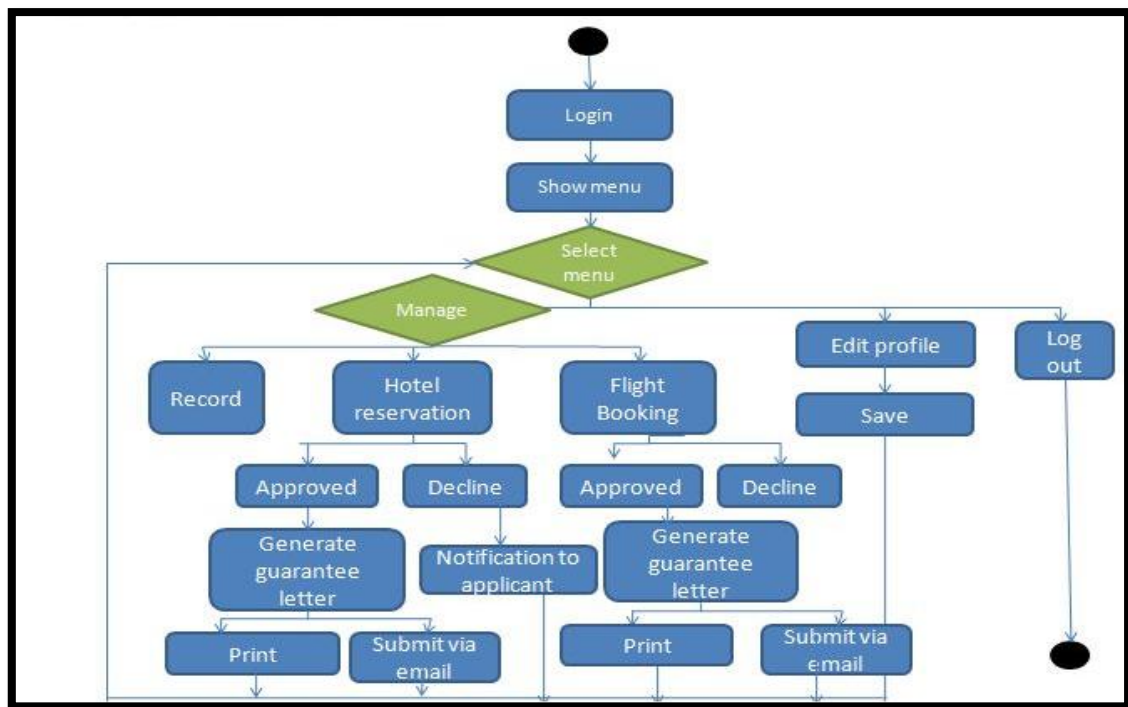 Login
Show menu
Select
menu
Manage
Edit profile
Log
out
Record
Hotel
reservation
Flight
Booking
Save
Approved
Decline
Approved
Decline
Generate
guarantee
letter
Notification to
applicant
Generate
guarantee
letter
Print
Submit via
email
Print
Submit via
email